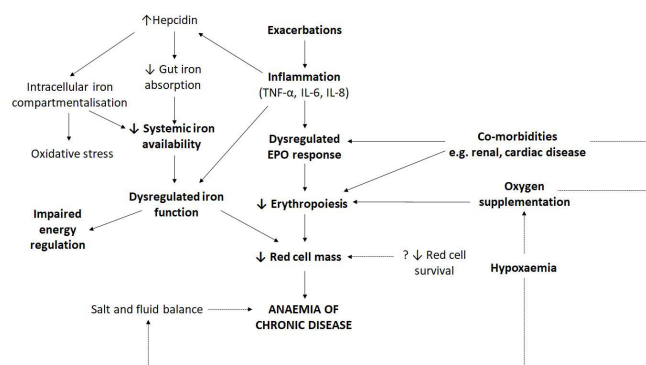 ↑Hepcidin
Exacerbations
↓ Gut iron
absorption
Inflammation
(TNF-α, IL-6, IL-8)
Intracellular iron
compartmentalisation
↓ Systemic iron
availability
Oxidative stress
Dysregulated
EPO response
Co-morbidities
e.g. renal, cardiac disease
Dysregulated iron
function
↓ Erythropoiesis
Oxygen
supplementation
Impaired
energy
regulation
↓ Red cell mass
? ↓ Red cell
survival
Hypoxaemia
Salt and fluid balance
ANAEMIA OF
CHRONIC DISEASE